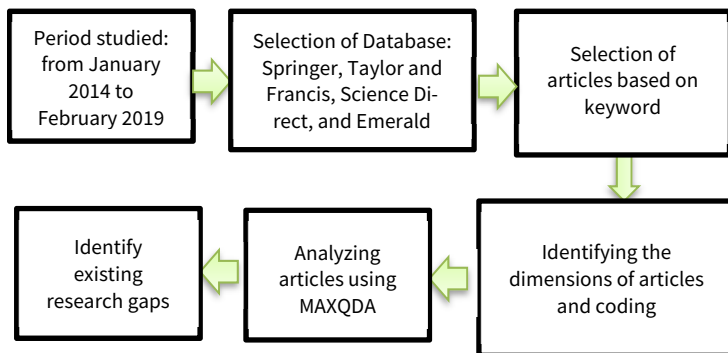 Period studied:
from January
2014 to
February 2019
Selection of Database:
Springer, Taylor and
Francis, Science Di-
rect, and Emerald
Selection of
articles based on
keyword
Identifying the
dimensions of articles
and coding
Analyzing
articles using
MAXQDA
Identify
existing
research gaps